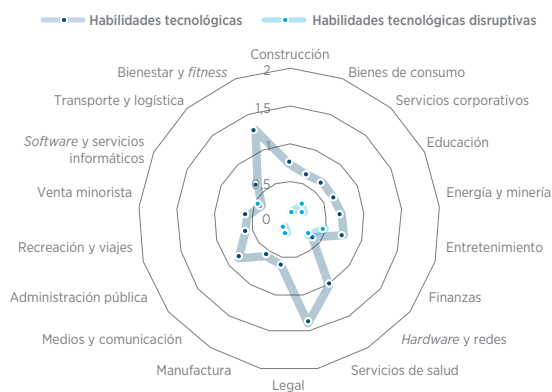 Habilidades tecnológicas Habilidades tecnológicas disruptivas
Construcción
2
Bienestar y fitness
Bienes de consumo
Transporte y logística
1,5
Servicios corporativos
Software y servicios
informáticos
1
Educación
Venta minorista
0,5
Energía y minería
0
Recreación y viajes
Entretenimiento
Administración pública
Finanzas
Medios y comunicación
Hardware y redes
Manufactura
Servicios de salud
Legal